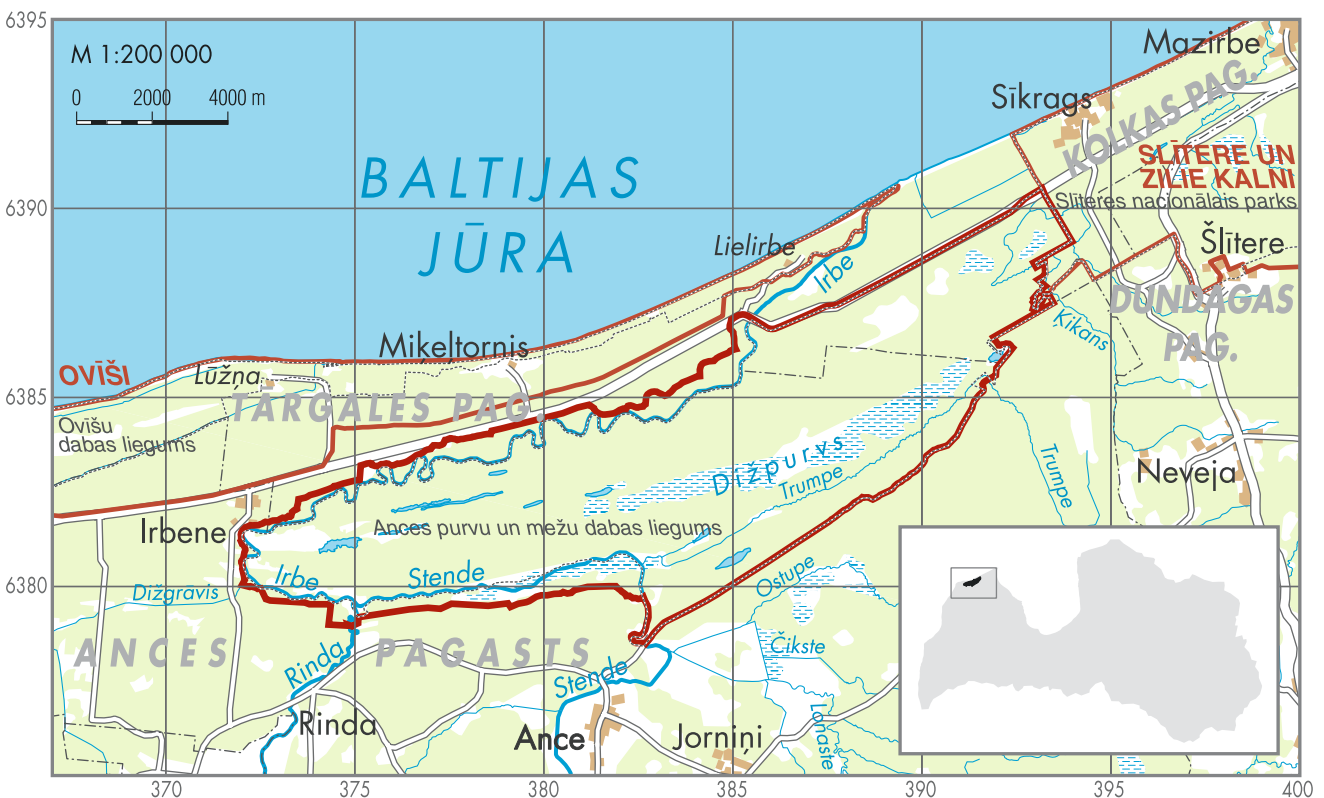 6395
M 1:200 000
0 2000 4000 m
BALTIJAS
JŪRA
Mazirbe
Sīkrags
KOLKAS PAG.
SLĪTERE UN
ZILIE KALNI
Slīteres nacionālais parks
6390
Šlītere
Lielirbe
Irbe
DUNDAGAS
PAG.
Ķikans
Miķeļtornis
OVĪŠI
Lūžņa
6385
TĀRGALES PAG.
Ovīšu
dabas liegums
Dižpurvs
Trumpe
Trumpe
Neveja
Irbene
Ances purvu un mežu dabas liegums
6380
Irbe
Stende
Ostupe
Dižgrāvis
ANCES PAGASTS
Čikste
Rinda
Stende
Lonaste
Rinda
Ance
Jorniņi
370 375 380 385 390 395 400